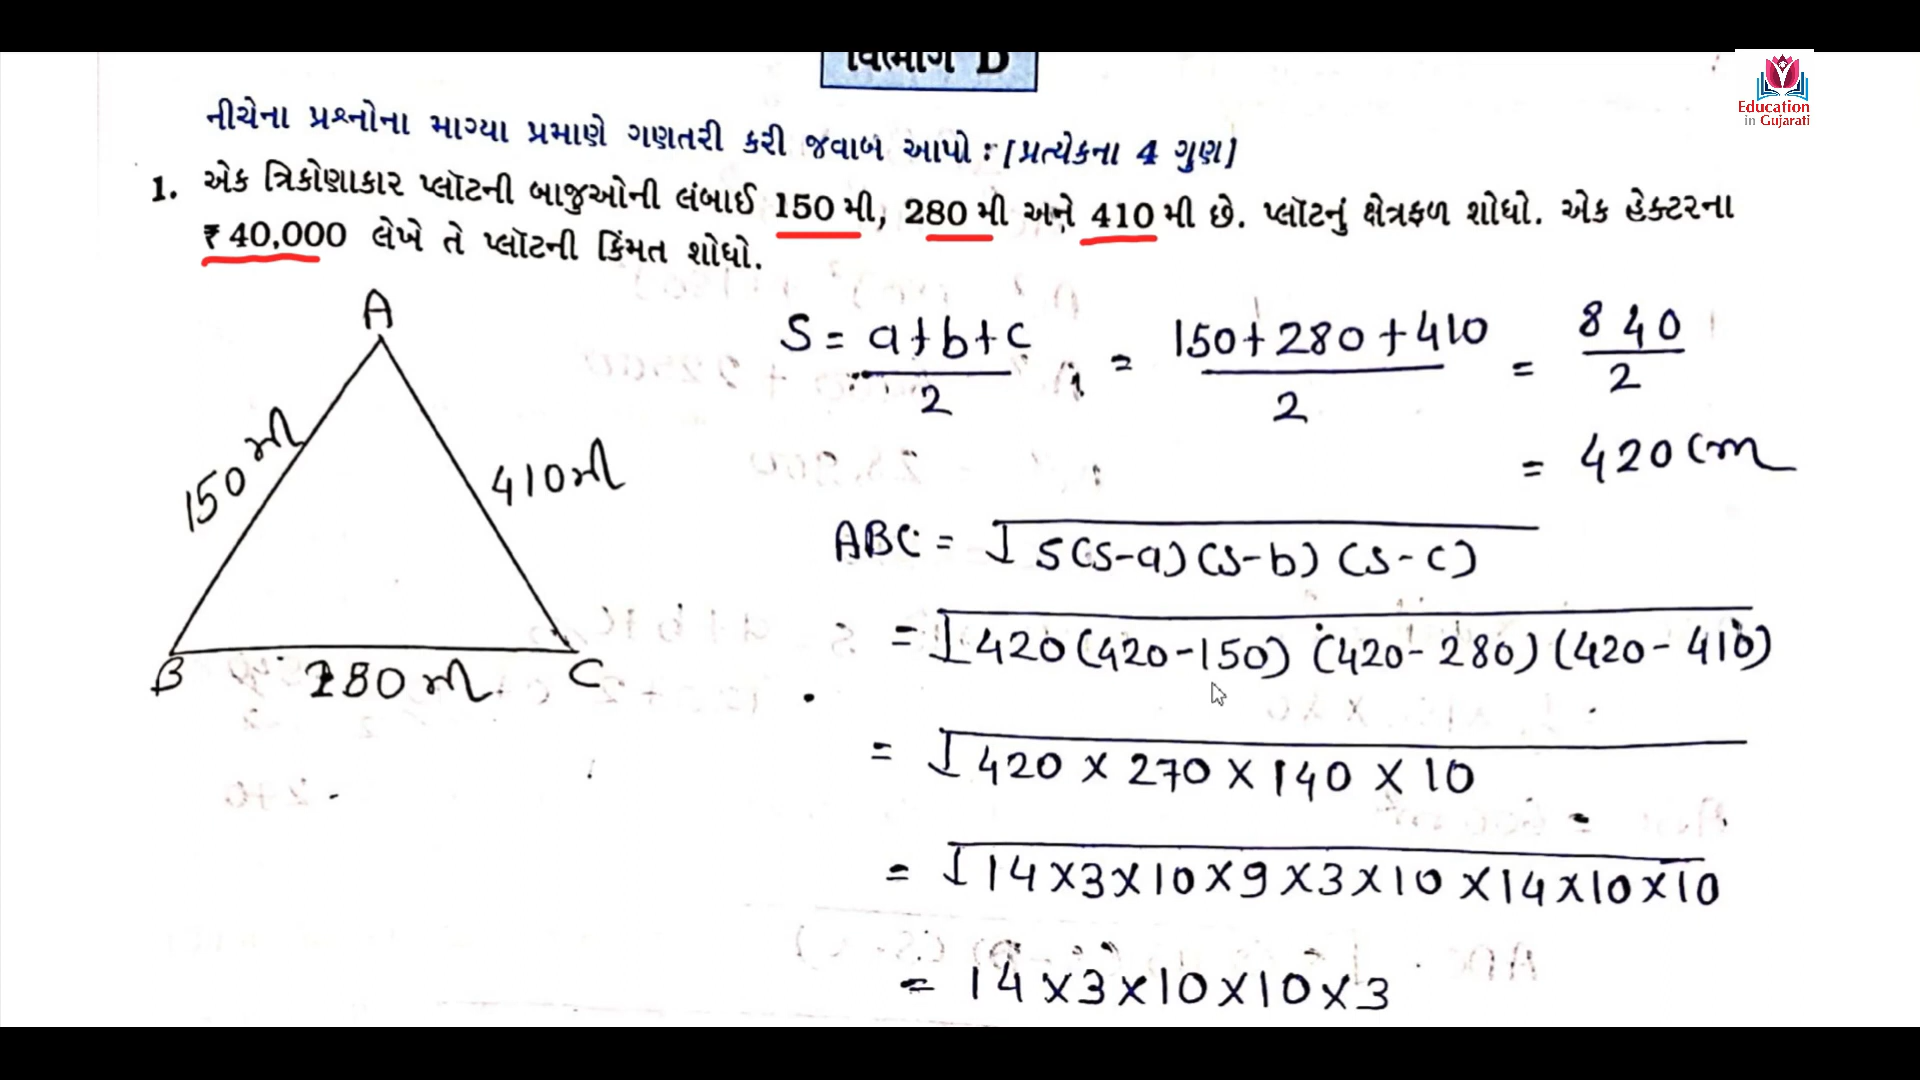 વિભાગ D
Education
in Gujarati
નીચેના પ્રશ્નોના માગ્યા પ્રમાણે ગણતરી કરી જવાબ આપો : [પ્રત્યેકના 4 ગુણ]
1. એક ત્રિકોણાકાર પ્લૉટની બાજુઓની લંબાઈ 150 મી, 280 મી અને 410 મી છે. પ્લૉટનું ક્ષેત્રફળ શોધો. એક હેક્ટરના
₹ 40,000 લેખે તે પ્લૉટની કિંમત શોધો.
A
150 મી
410 મી
B
280 મી
C
S = a+b+c / 2 = 150+280+410 / 2 = 840 / 2
= 420 cm
ABC = √S(S-a)(S-b)(S-c)
= √420(420-150)(420-280)(420-410)
= √420 × 270 × 140 × 10
= √14×3×10×9×3×10×14×10×10
= 14×3×10×10×3